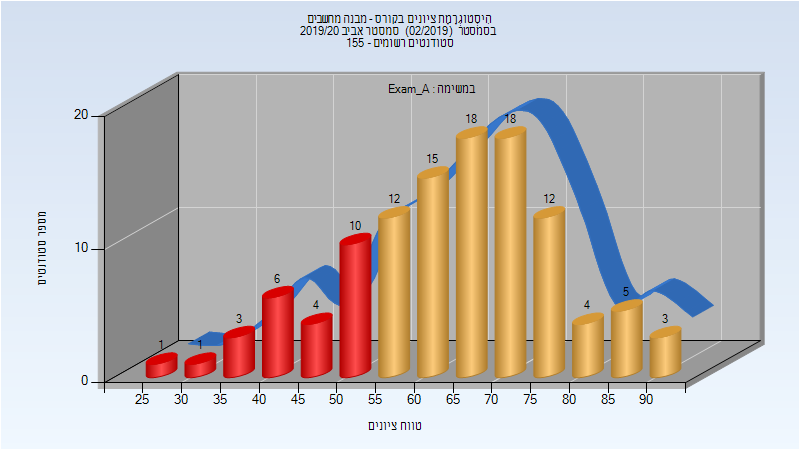 היסטוגרמת ציונים בקורס - מבנה מחשבים
בסמסטר (02/2019) סמסטר אביב 2019/20
סטודנטים רשומים - 155
במשימה : Exam_A
מספר סטודנטים
20
10
0
1
1
3
6
4
10
12
15
18
18
12
4
5
3
25 30 35 40 45 50 55 60 65 70 75 80 85 90
טווח ציונים